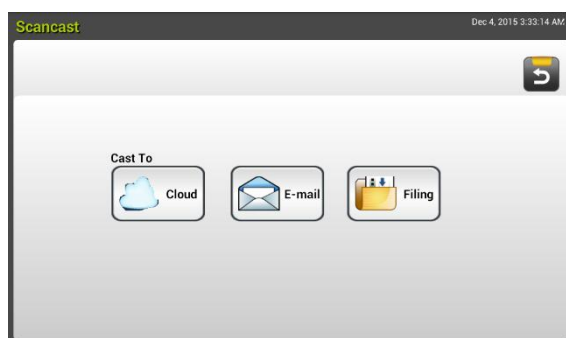 Scancast
Dec 4, 2015 3:33:14 AM
Cast To
Cloud
E-mail
Filing